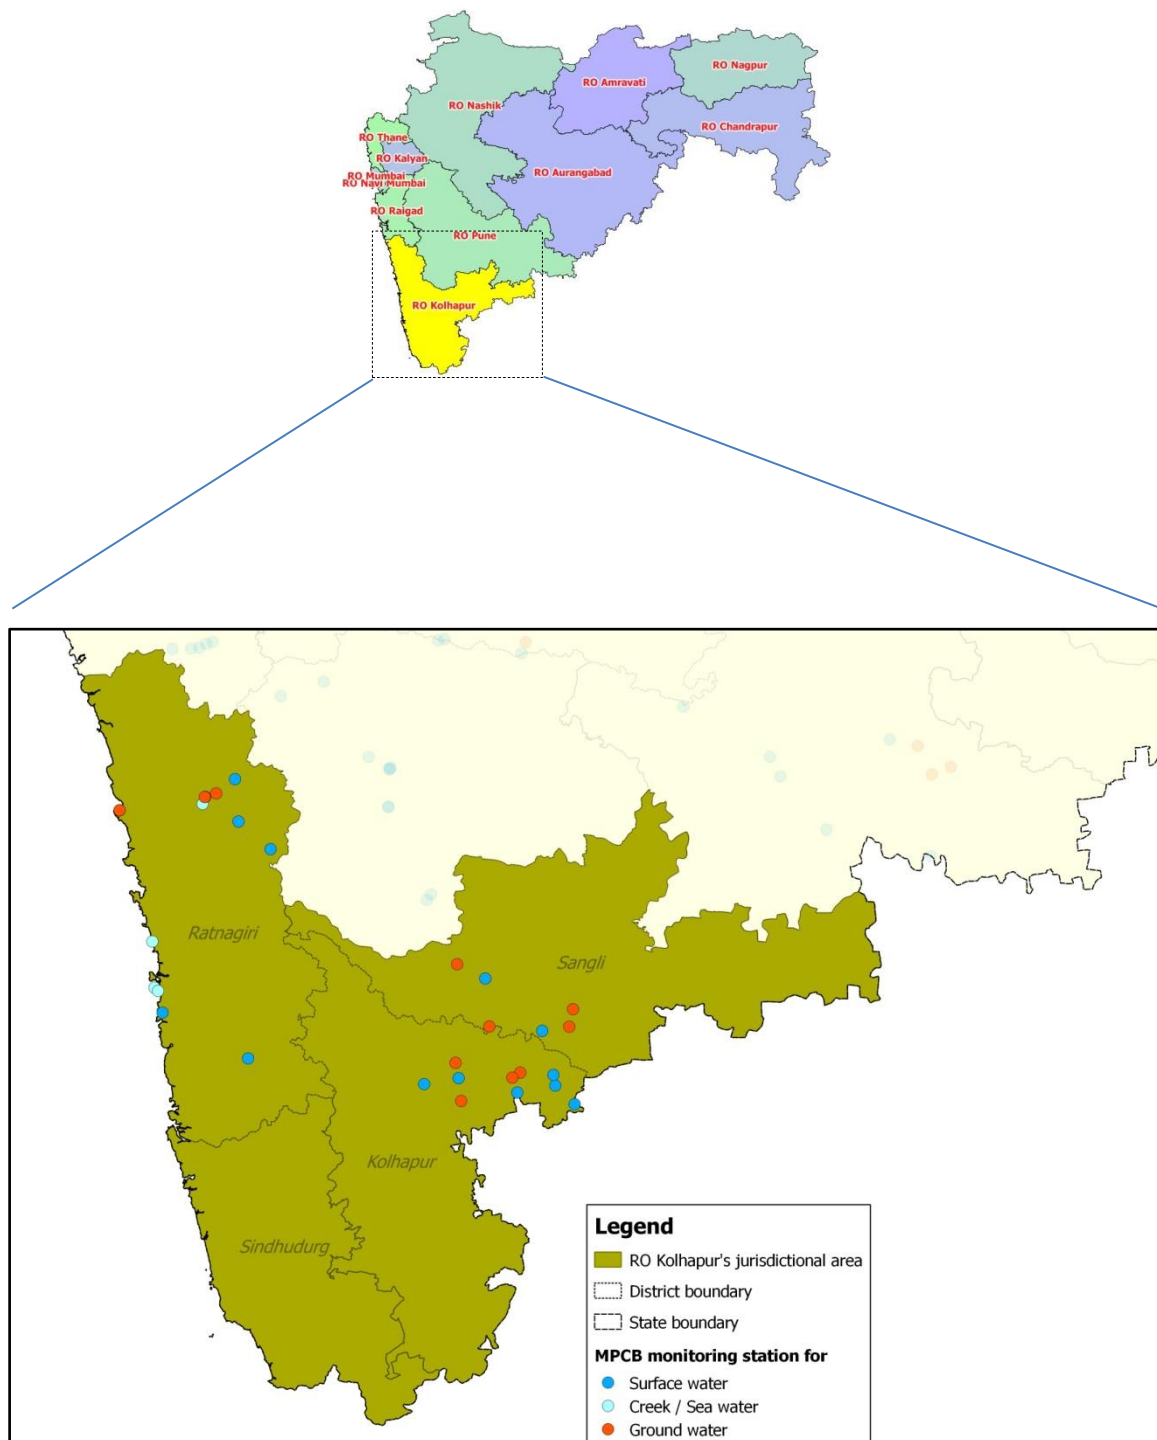 RO Nagpur
RO Amravati
RO Nashik
RO Chandrapur
RO Thane
RO Kalyan
RO Aurangabad
RO Mumbai
RO Navi Mumbai
RO Raigad
RO Pune
RO Kolhapur
Ratnagiri
Sangli
Kolhapur
Sindhudurg
Legend
RO Kolhapur's jurisdictional area
District boundary
State boundary
MPCB monitoring station for
Surface water
Creek / Sea water
Ground water